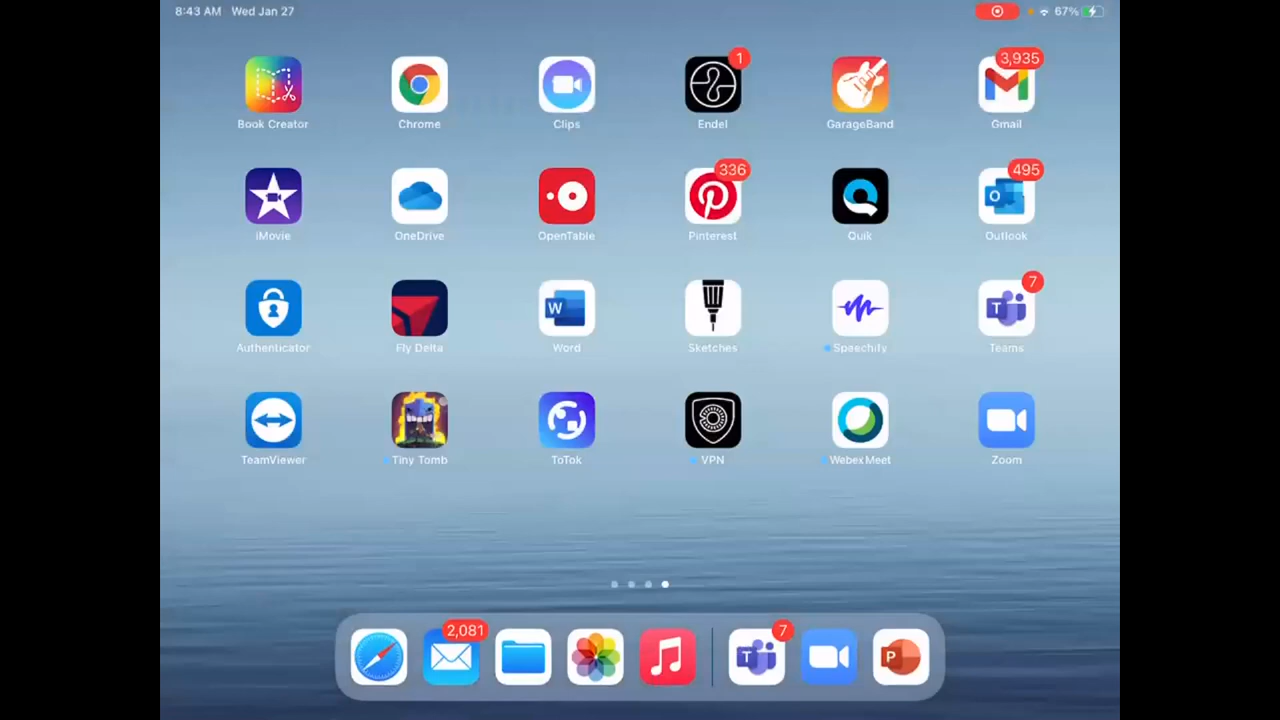 8:43 AM Wed Jan 27
67%
1
3,935
Book Creator
Chrome
Clips
Endel
GarageBand
Gmail
336
495
iMovie
OneDrive
OpenTable
Pinterest
Quik
Outlook
7
Authenticator
Fly Delta
Word
Sketches
Speechify
Teams
TeamViewer
Tiny Tomb
ToTok
VPN
Webex Meet
Zoom
2,081
7